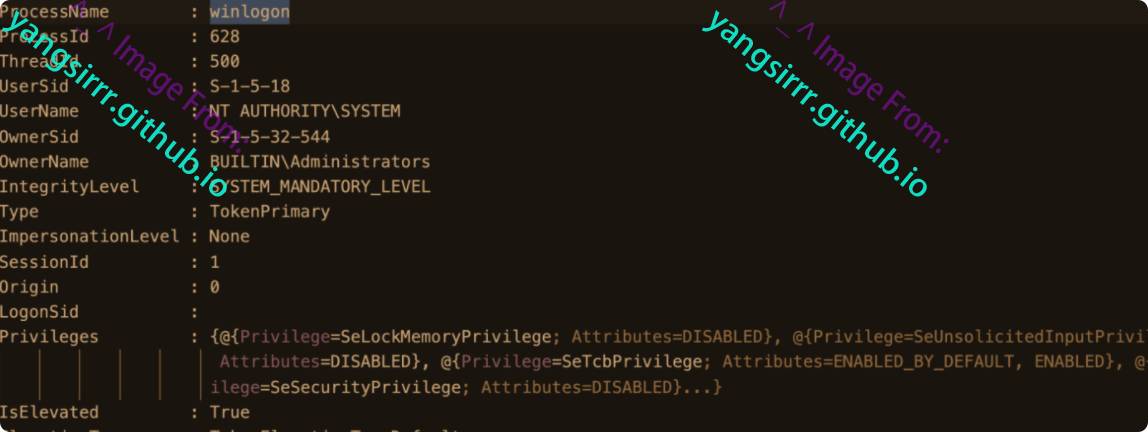 ProcessName : winlogon
ProcessId : 628
ThreadId : 500
UserSid : S-1-5-18
UserName : NT AUTHORITY\SYSTEM
OwnerSid : S-1-5-32-544
OwnerName : BUILTIN\Administrators
IntegrityLevel : SYSTEM_MANDATORY_LEVEL
Type : TokenPrimary
ImpersonationLevel : None
SessionId : 1
Origin : 0
LogonSid :
Privileges : {@{Privilege=SeLockMemoryPrivilege; Attributes=DISABLED}, @{Privilege=SeUnsolicitedInputPrivi
Attributes=DISABLED}, @{Privilege=SeTcbPrivilege; Attributes=ENABLED_BY_DEFAULT, ENABLED}, @
ilege=SeSecurityPrivilege; Attributes=DISABLED}...}
IsElevated : True
^_^ Image From:
yangsirrr.github.io
^_^ Image From:
yangsirrr.github.io